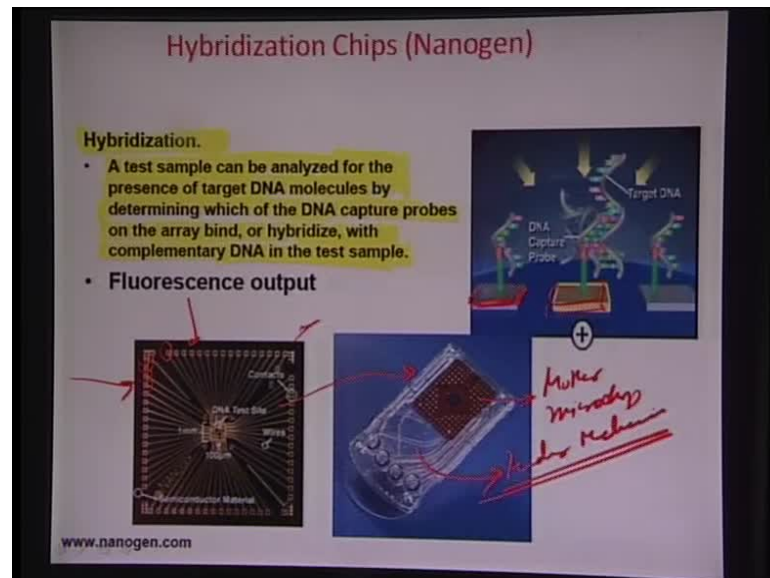 Hybridization Chips (Nanogen)
Hybridization.
• A test sample can be analyzed for the
presence of target DNA molecules by
determining which of the DNA capture probes
on the array bind, or hybridize, with
complementary DNA in the test sample.
• Fluorescence output
Target DNA
DNA
Capture
Probe
+
Contacts
DNA Test Site
1mm
Wires
100µm
Semiconductor Material
Mother
Microchip
www.nanogen.com